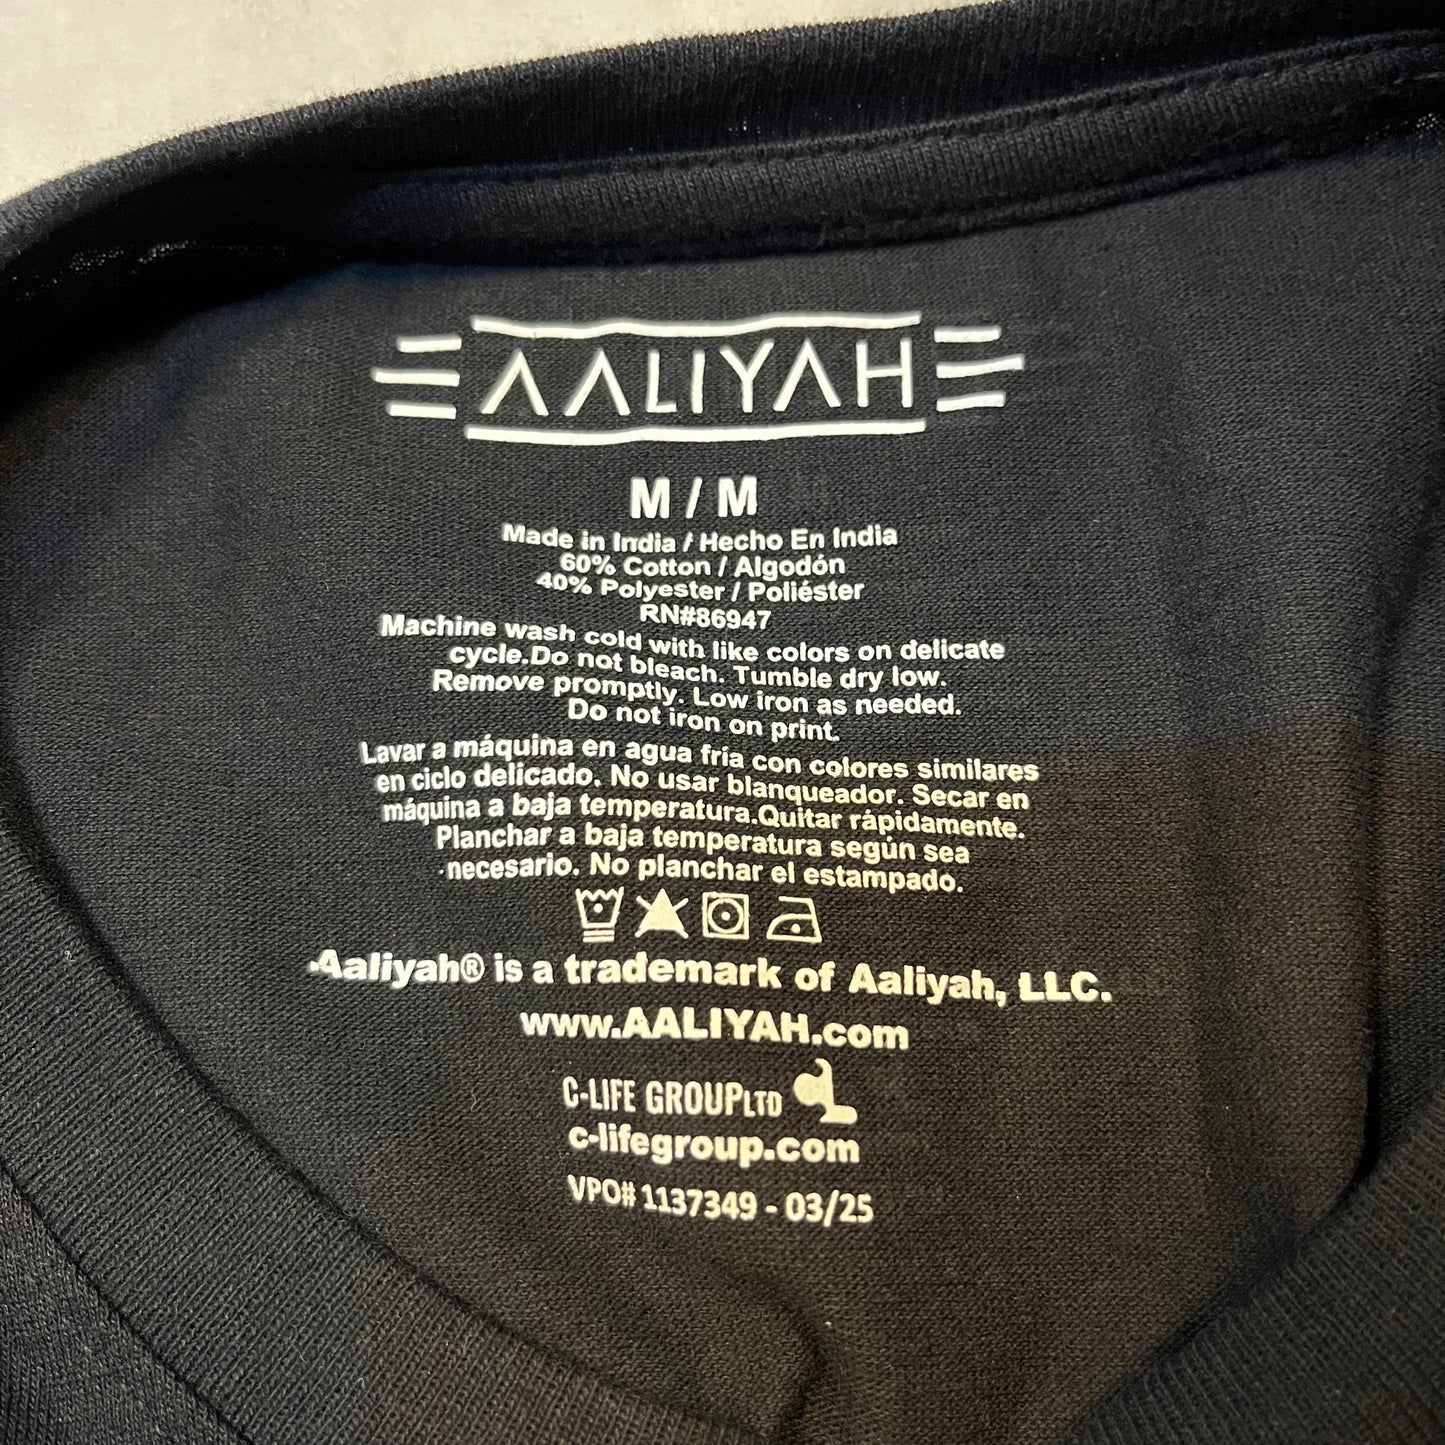 AALIYAH
M / M
Made in India / Hecho En India
60% Cotton / Algodón
40% Polyester / Poliéster
RN#86947
Machine wash cold with like colors on delicate
cycle.Do not bleach. Tumble dry low.
Remove promptly. Low iron as needed.
Do not iron on print.
Lavar a máquina en agua fría con colores similares
en ciclo delicado. No usar blanqueador. Secar en
máquina a baja temperatura.Quitar rápidamente.
Planchar a baja temperatura según sea
necesario. No planchar el estampado.
Aaliyah® is a trademark of Aaliyah, LLC.
www.AALIYAH.com
C-LIFE GROUP LTD
c-lifegroup.com
VPO# 1137349 - 03/25